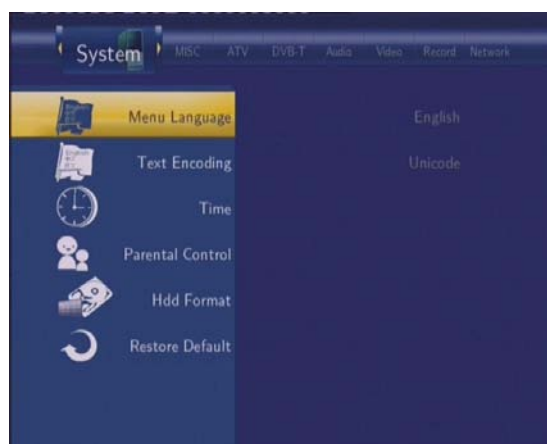 System MISC ATV DVB-T Audio Video Record Network
Menu Language English
Text Encoding Unicode
Time
Parental Control
Hdd Format
Restore Default